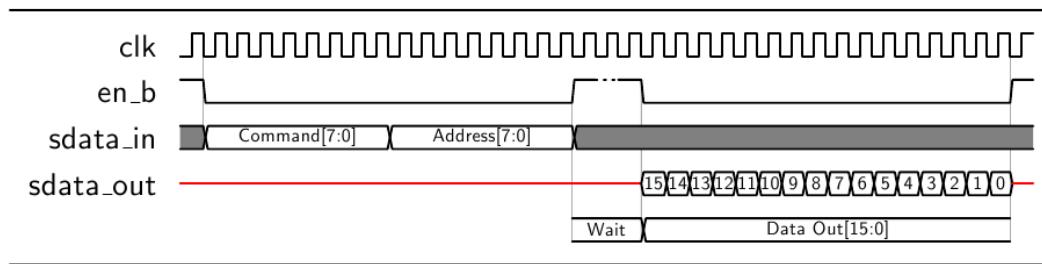 clk
en_b
sdata_in Command[7:0] Address[7:0]
sdata_out 15 14 13 12 11 10 9 8 7 6 5 4 3 2 1 0
Wait Data Out[15:0]